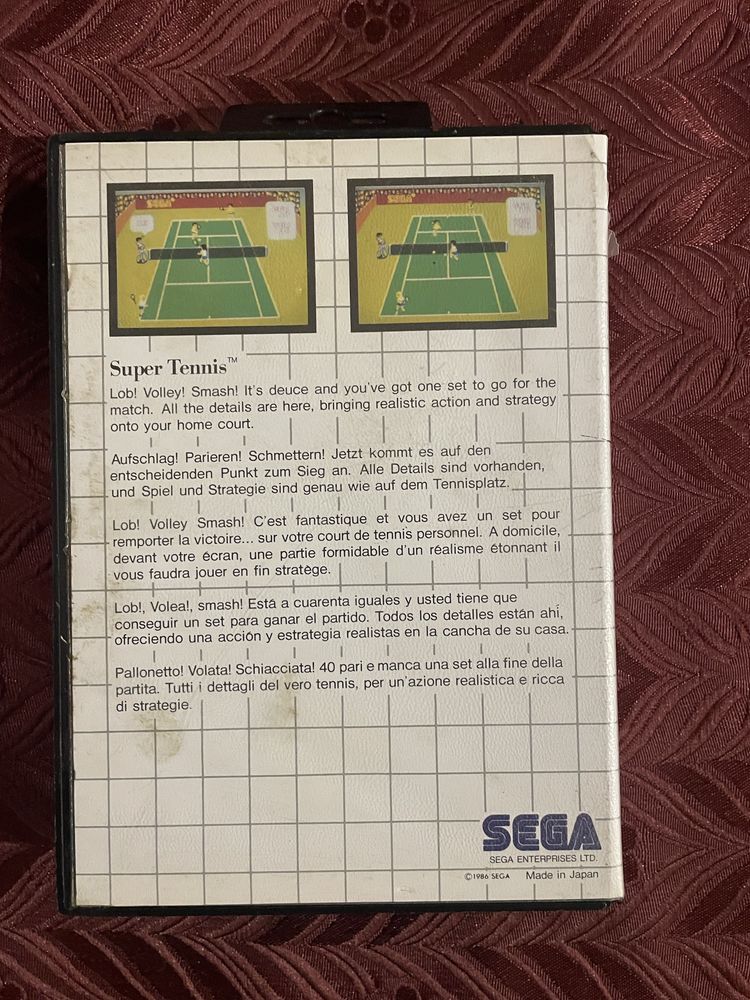 SEGA
SEGA
Super Tennis™
Lob! Volley! Smash! It's deuce and you've got one set to go for the
match. All the details are here, bringing realistic action and strategy
onto your home court.
Aufschlag! Parieren! Schmettern! Jetzt kommt es auf den
entscheidenden Punkt zum Sieg an. Alle Details sind vorhanden,
und Spiel und Strategie sind genau wie auf dem Tennisplatz.
Lob! Volley Smash! C'est fantastique et vous avez un set pour
remporter la victoire... sur votre court de tennis personnel. A domicile,
devant votre écran, une partie formidable d'un réalisme étonnant il
vous faudra jouer en fin stratège.
Lob!, Volea!, smash! Está a cuarenta iguales y usted tiene que
conseguir un set para ganar el partido. Todos los detalles están ahí,
ofreciendo una acción y estrategia realistas en la cancha de su casa.
Pallonetto! Volata! Schiacciata! 40 pari e manca una set alla fine della
partita. Tutti i dettagli del vero tennis, per un'azione realistica e ricca
di strategie.
SEGA
SEGA ENTERPRISES LTD.
©1986 SEGA Made in Japan